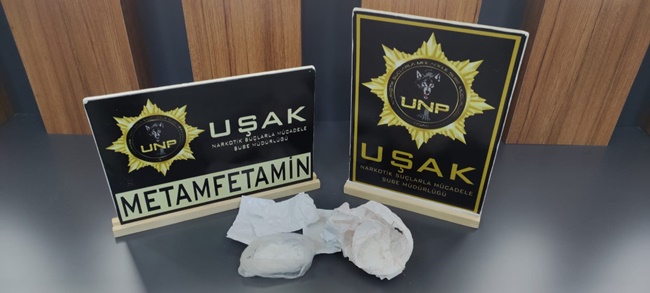 UNP
UŞAK
NARKOTİK SUÇLARLA MÜCADELE
ŞUBE MÜDÜRLÜĞÜ
METAMFETAMİN
UNP
UŞAK
NARKOTİK SUÇLARLA MÜCADELE
ŞUBE MÜDÜRLÜĞÜ